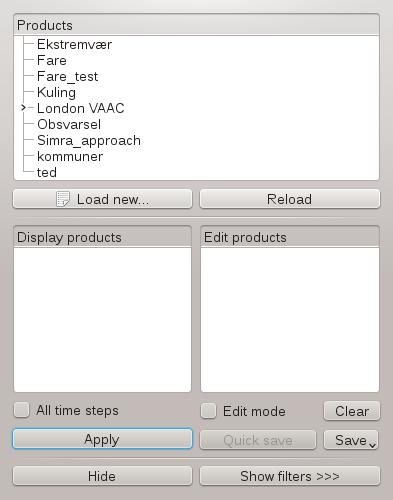 Products
Ekstremvær
Fare
Fare_test
Kuling
London VAAC
Obsvarsel
Simra_approach
kommuner
ted
Load new... Reload
Display products Edit products
All time steps Edit mode Clear
Apply Quick save Save
Hide Show filters >>>